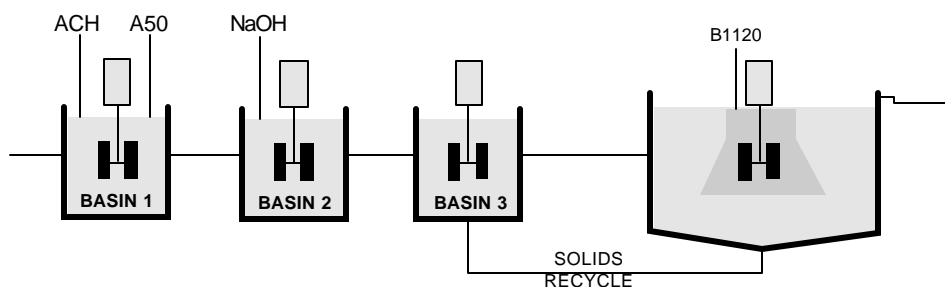 ACH
A50
NaOH
B1120
BASIN 1
BASIN 2
BASIN 3
SOLIDS
RECYCLE